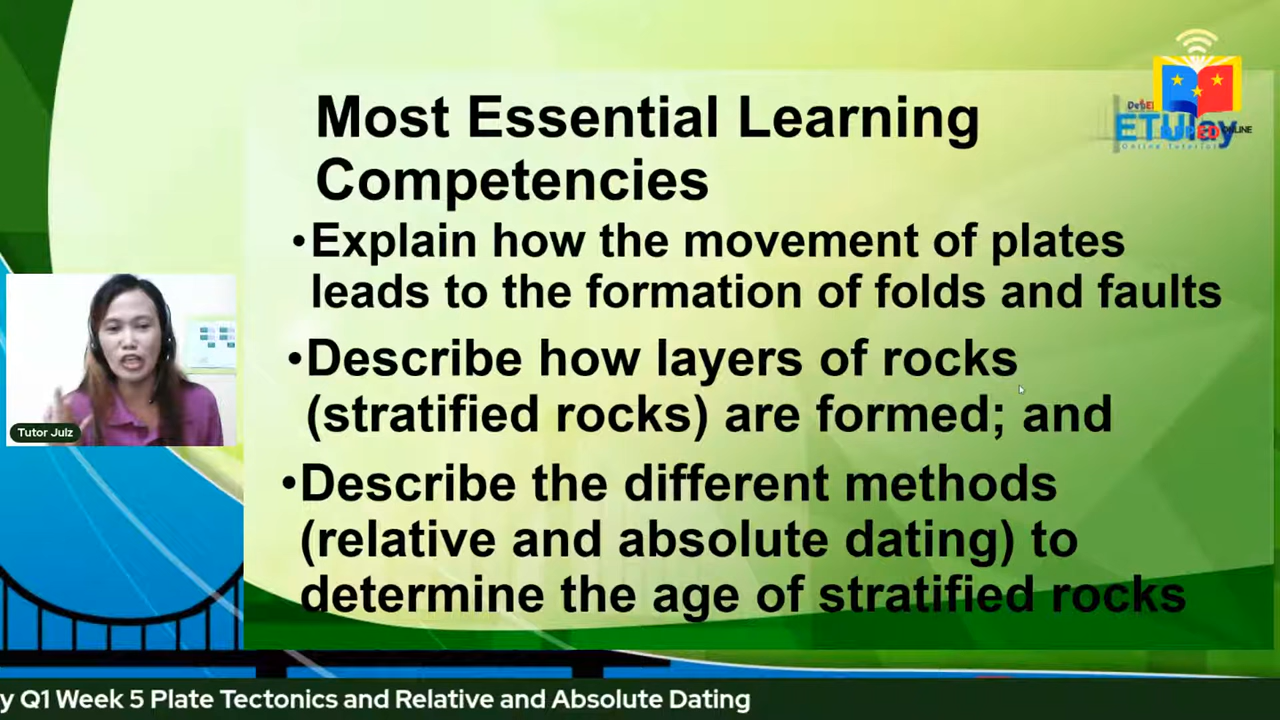 Most Essential Learning
Competencies
•Explain how the movement of plates
leads to the formation of folds and faults
•Describe how layers of rocks
(stratified rocks) are formed; and
•Describe the different methods
(relative and absolute dating) to
determine the age of stratified rocks
ETUlay
Online Tutorial
Tutor Julz
y Q1 Week 5 Plate Tectonics and Relative and Absolute Dating